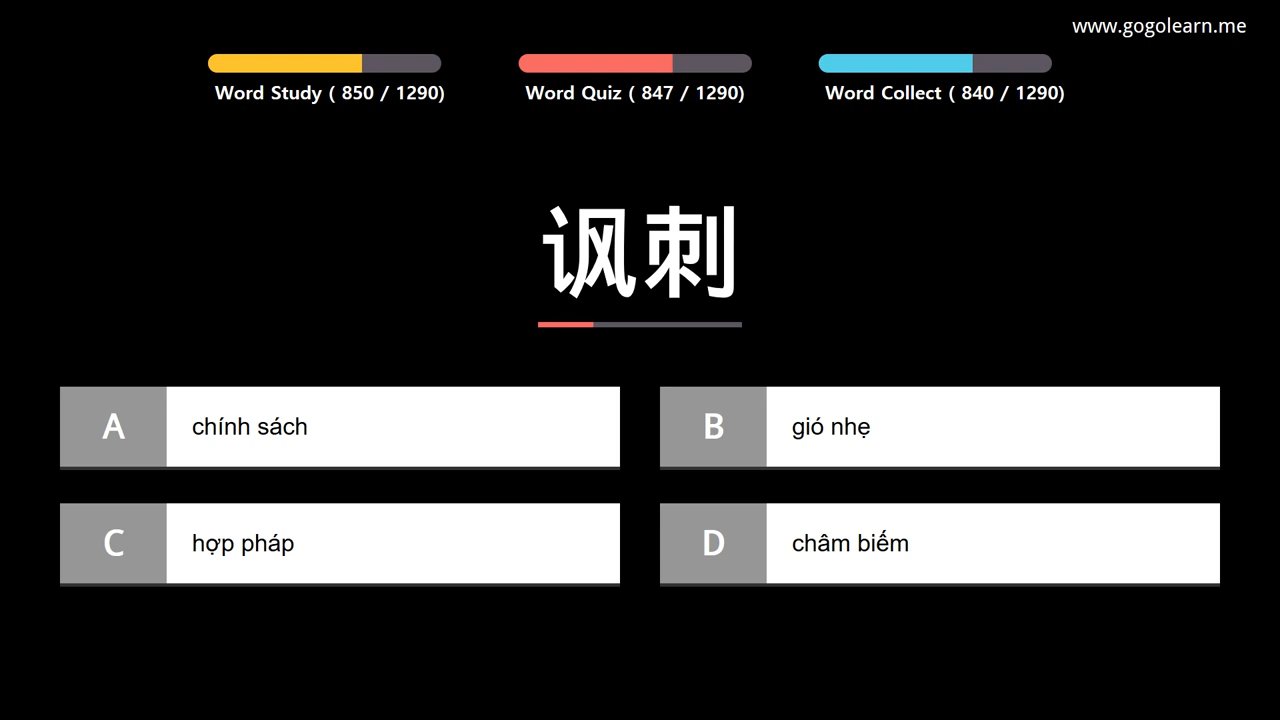 www.gogolearn.me
Word Study ( 850 / 1290)
Word Quiz ( 847 / 1290)
Word Collect ( 840 / 1290)
讽刺
A chính sách
B gió nhẹ
C hợp pháp
D châm biếm